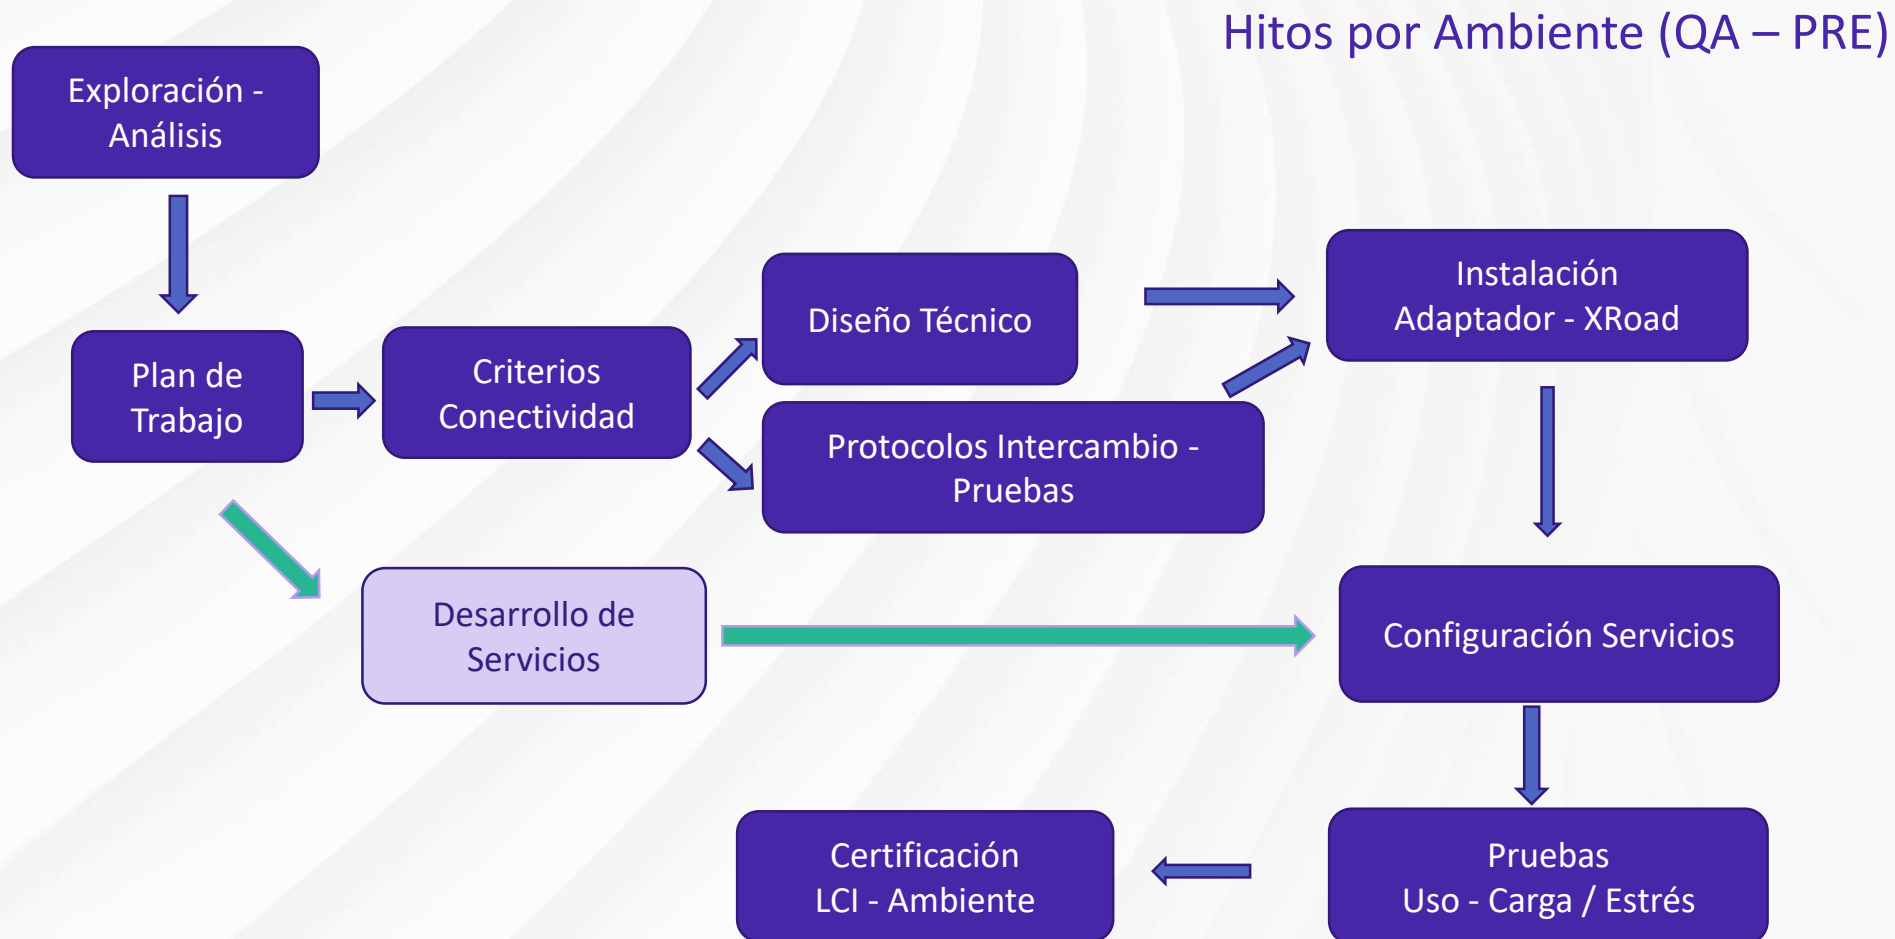 Hitos por Ambiente (QA – PRE)
Exploración -
Análisis
Plan de
Trabajo
Criterios
Conectividad
Diseño Técnico
Protocolos Intercambio -
Pruebas
Instalación
Adaptador - XRoad
Desarrollo de
Servicios
Configuración Servicios
Pruebas
Uso - Carga / Estrés
Certificación
LCI - Ambiente